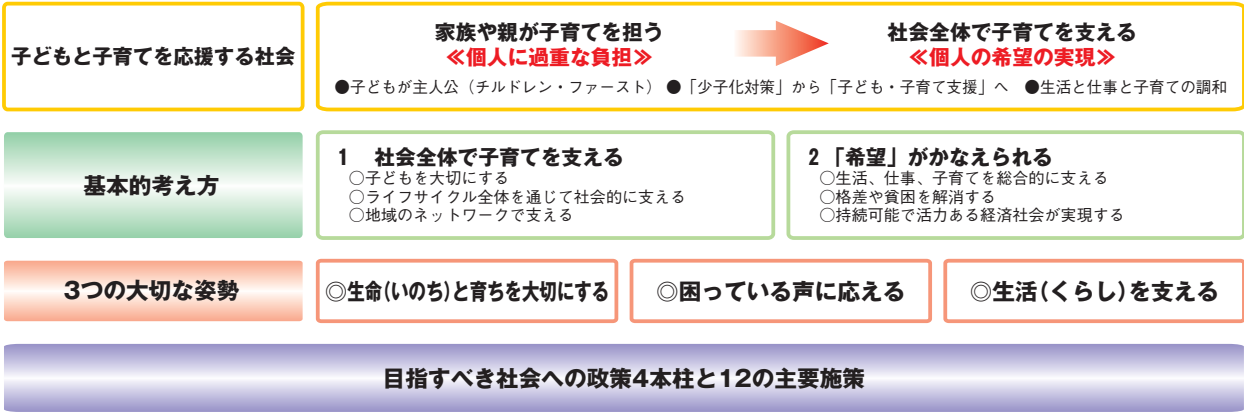 子どもと子育てを応援する社会
家族や親が子育てを担う
≪個人に過重な負担≫
社会全体で子育てを支える
≪個人の希望の実現≫
●子どもが主人公（チルドレン・ファースト） ●「少子化対策」から「子ども・子育て支援」へ ●生活と仕事と子育ての調和
基本的考え方
1 社会全体で子育てを支える
○子どもを大切にする
○ライフサイクル全体を通じて社会的に支える
○地域のネットワークで支える
2 「希望」がかなえられる
○生活、仕事、子育てを総合的に支える
○格差や貧困を解消する
○持続可能で活力ある経済社会が実現する
3つの大切な姿勢
◎生命(いのち)と育ちを大切にする
◎困っている声に応える
◎生活(くらし)を支える
目指すべき社会への政策4本柱と12の主要施策